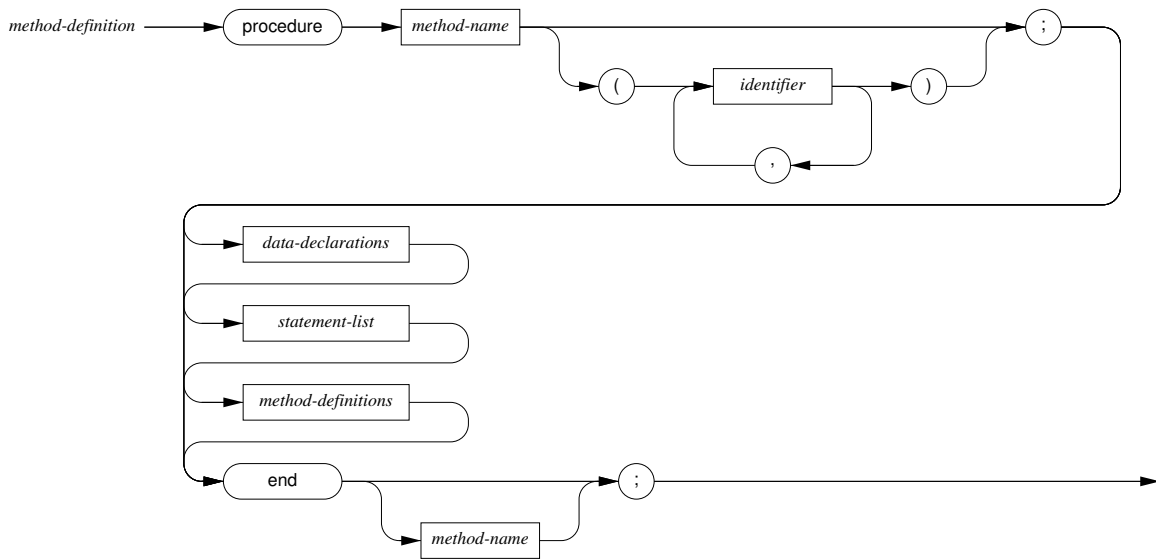 method-definition procedure method-name ;
( identifier )
,
data-declarations
statement-list
method-definitions
end ;
method-name